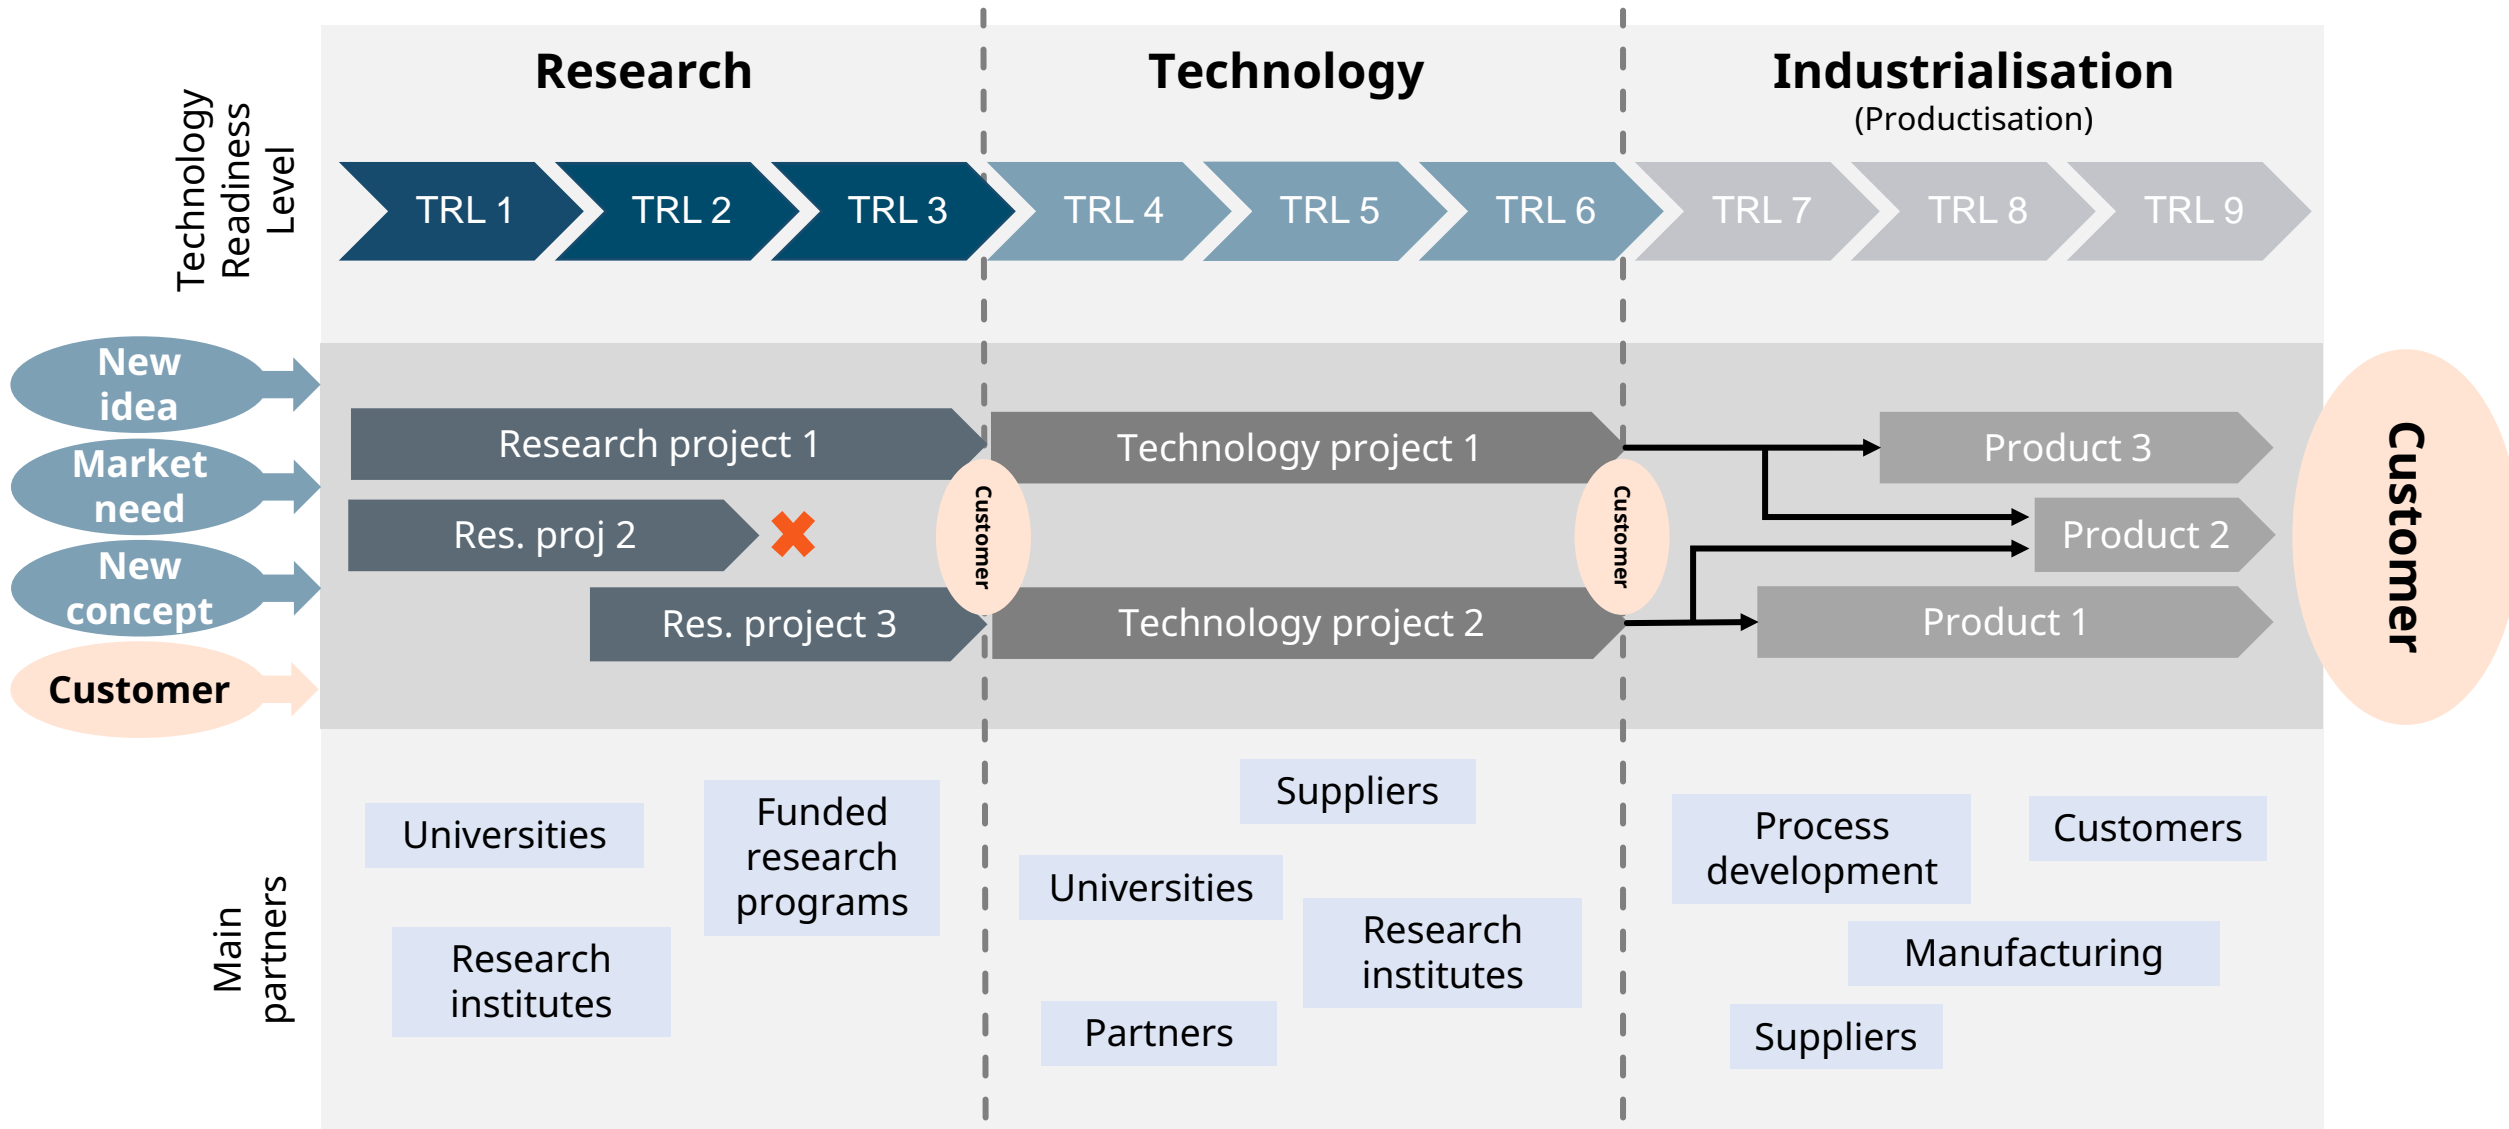 Research
Technology
Industrialisation
(Productisation)
Technology
Readiness
Level
TRL 1
TRL 2
TRL 3
TRL 4
TRL 5
TRL 6
TRL 7
TRL 8
TRL 9
New
idea
Market
need
New
concept
Customer
Research project 1
Res. proj 2
Res. project 3
Customer
Technology project 1
Technology project 2
Customer
Product 3
Product 2
Product 1
Customer
Main
partners
Universities
Funded
research
programs
Research
institutes
Suppliers
Universities
Research
institutes
Partners
Process
development
Customers
Manufacturing
Suppliers